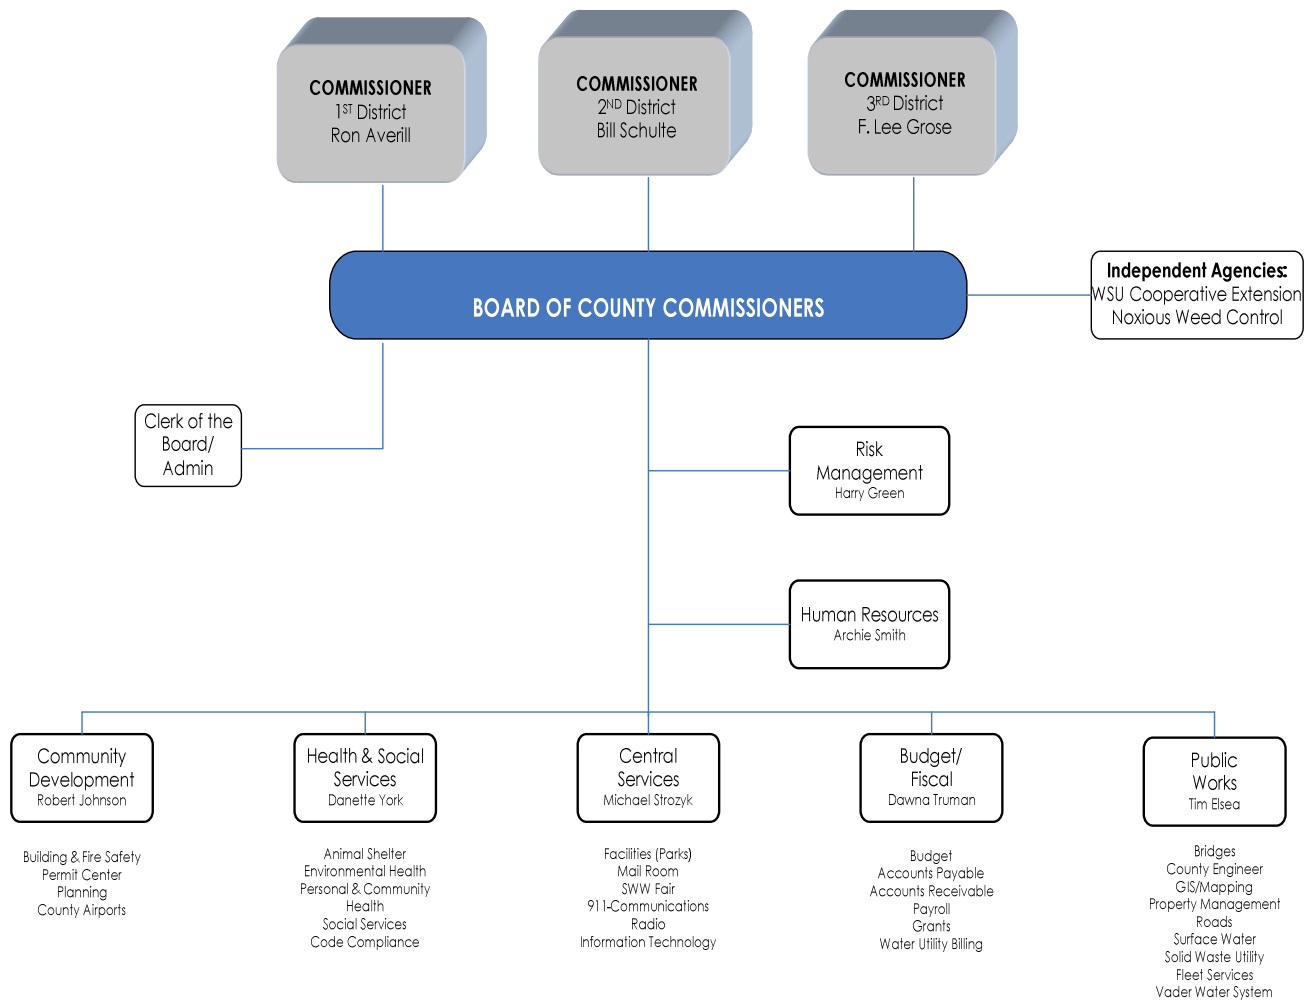 COMMISSIONER
1ST District
Ron Averill
COMMISSIONER
2ND District
Bill Schulte
COMMISSIONER
3RD District
F. Lee Grose
BOARD OF COUNTY COMMISSIONERS
Independent Agencies:
WSU Cooperative Extension
Noxious Weed Control
Clerk of the
Board/
Admin
Risk
Management
Harry Green
Human Resources
Archie Smith
Community
Development
Robert Johnson
Building & Fire Safety
Permit Center
Planning
County Airports
Health & Social
Services
Danette York
Animal Shelter
Environmental Health
Personal & Community
Health
Social Services
Code Compliance
Central
Services
Michael Strozyk
Facilities (Parks)
Mail Room
SWW Fair
911-Communications
Radio
Information Technology
Budget/
Fiscal
Dawna Truman
Budget
Accounts Payable
Accounts Receivable
Payroll
Grants
Water Utility Billing
Public
Works
Tim Elsea
Bridges
County Engineer
GIS/Mapping
Property Management
Roads
Surface Water
Solid Waste Utility
Fleet Services
Vader Water System